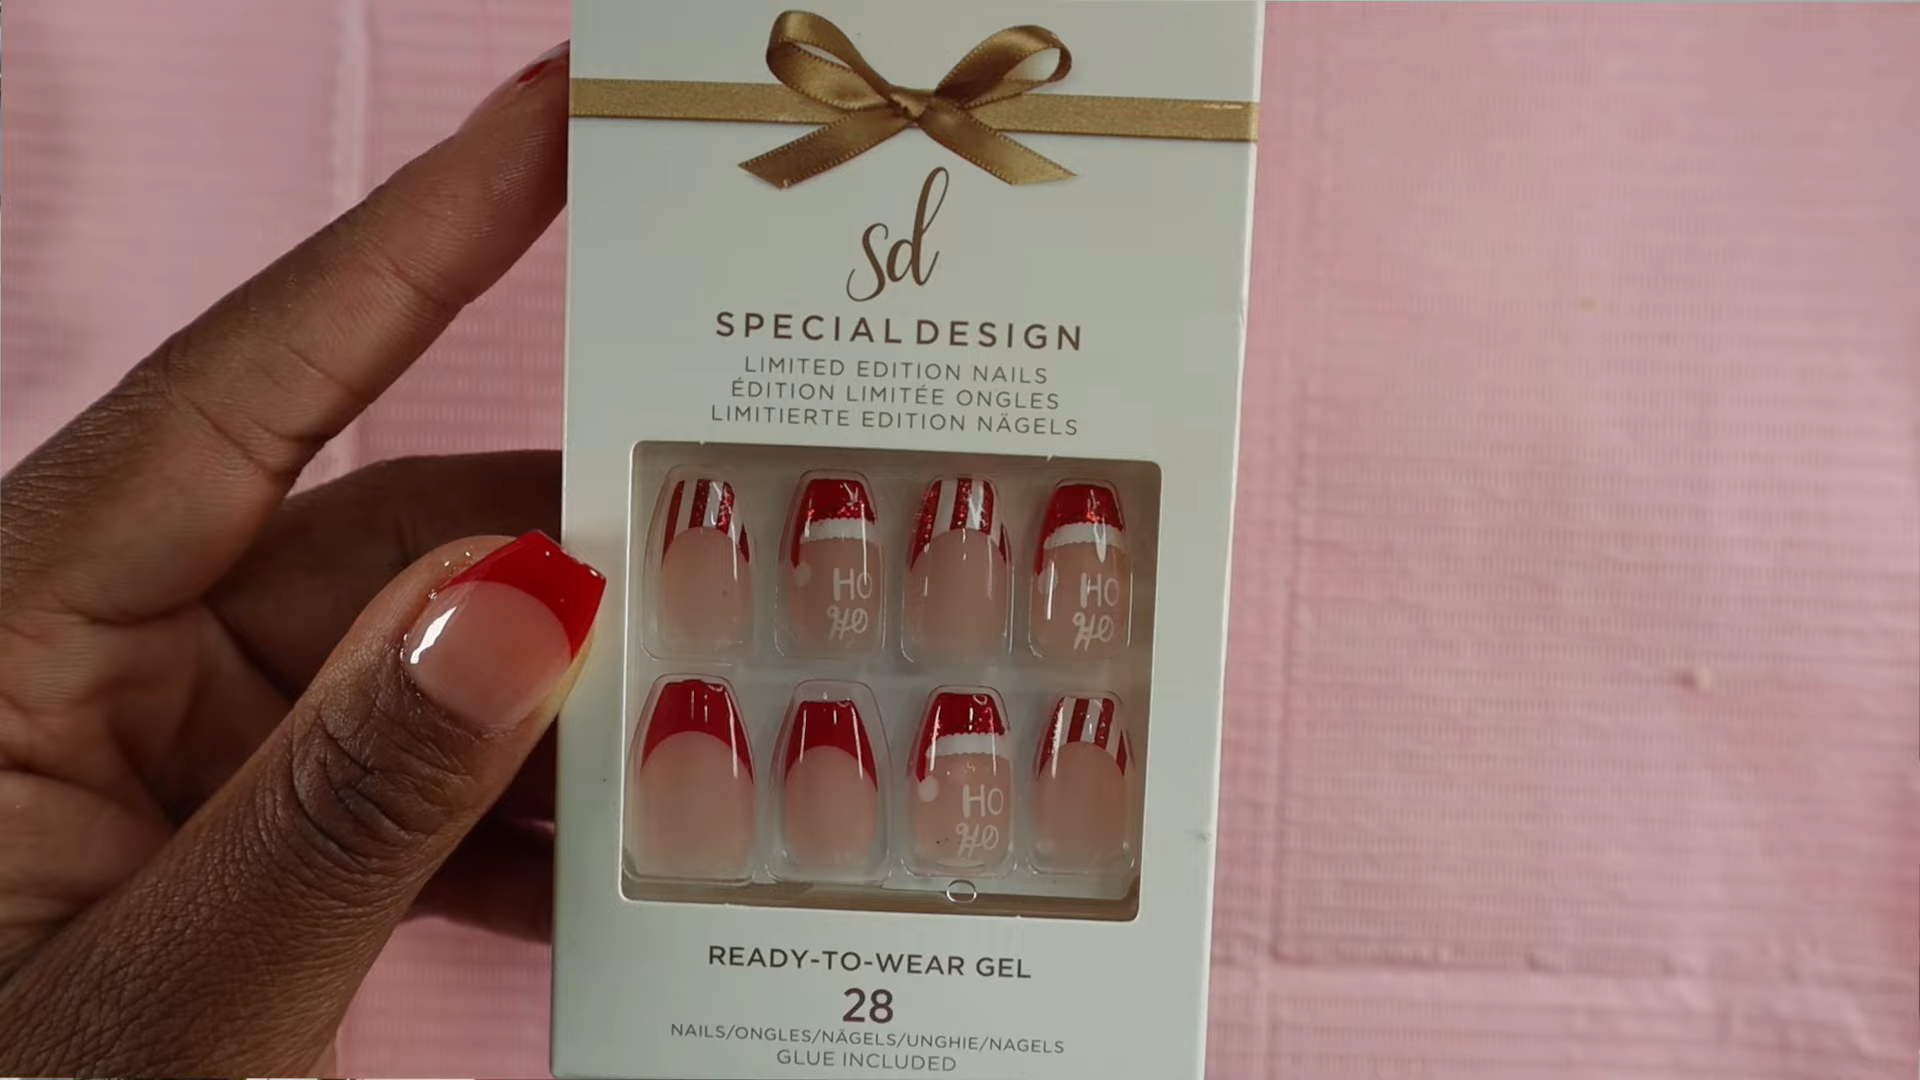 sd
SPECIAL DESIGN
LIMITED EDITION NAILS
ÉDITION LIMITÉE ONGLES
LIMITIERTE EDITION NÄGELS
HO
HO
HO
HO
HO
HO
READY-TO-WEAR GEL
28
NAILS/ONGLES/NÄGELS/UNGHIE/NAGELS
GLUE INCLUDED